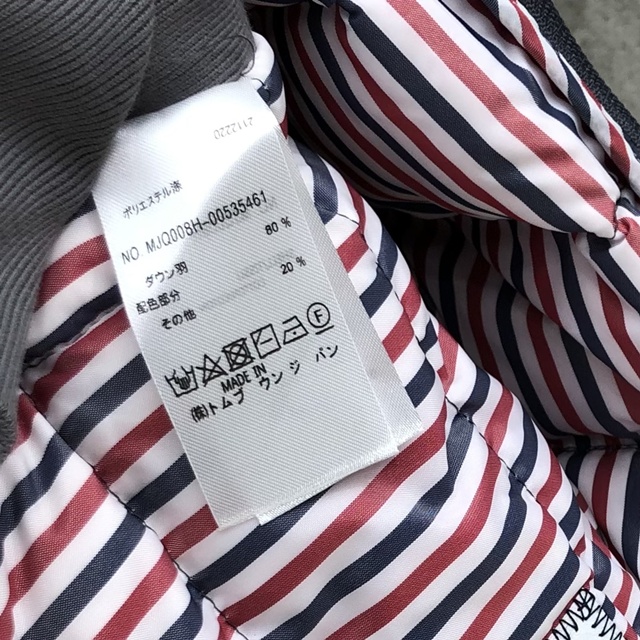 2112220
ポリエステル漆
NO. MJQ008H-00535461
80 %
ダウン羽
20 %
配色部分
その他
F
MADE IN
(株)トムブ ウン ジ パン